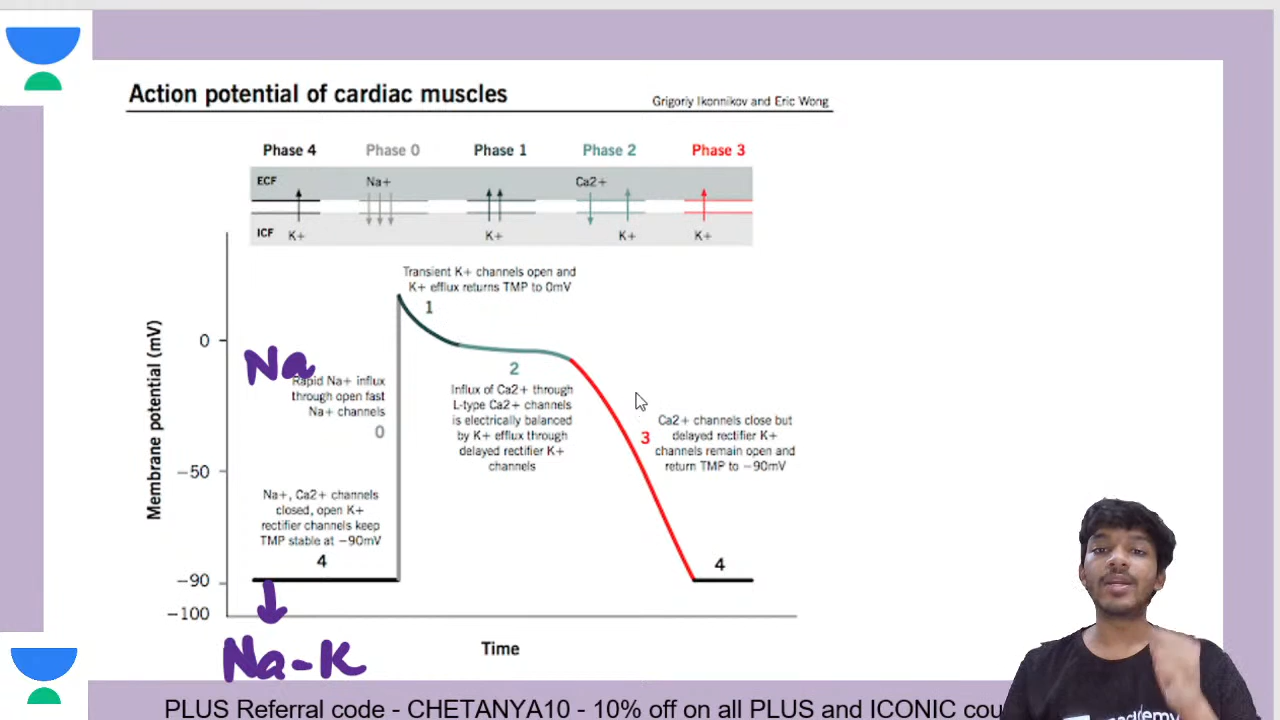 Action potential of cardiac muscles
Grigoriy Ikonnikov and Eric Wong
Phase 4
Phase 0
Phase 1
Phase 2
Phase 3
ECF
Na+
Ca2+
ICF
K+
K+
K+
K+
Transient K+ channels open and
K+ efflux returns TMP to 0mV
1
Membrane potential (mV)
0
−50
−90
−100
Na
Rapid Na+ influx
through open fast
Na+ channels
0
2
Influx of Ca2+ through
L-type Ca2+ channels
is electrically balanced
by K+ efflux through
delayed rectifier K+
channels
3
Ca2+ channels close but
delayed rectifier K+
channels remain open and
return TMP to −90mV
Na+, Ca2+ channels
closed, open K+
rectifier channels keep
TMP stable at −90mV
4
4
Time
Na-K
PLUS Referral code - CHETANYA10 - 10% off on all PLUS and ICONIC cou